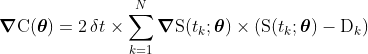 𝛁C(𝜽) = 2 δt × ∑_{k=1}^{N} 𝛁S(t_k; 𝜽) × (S(t_k; 𝜽) − D_k)